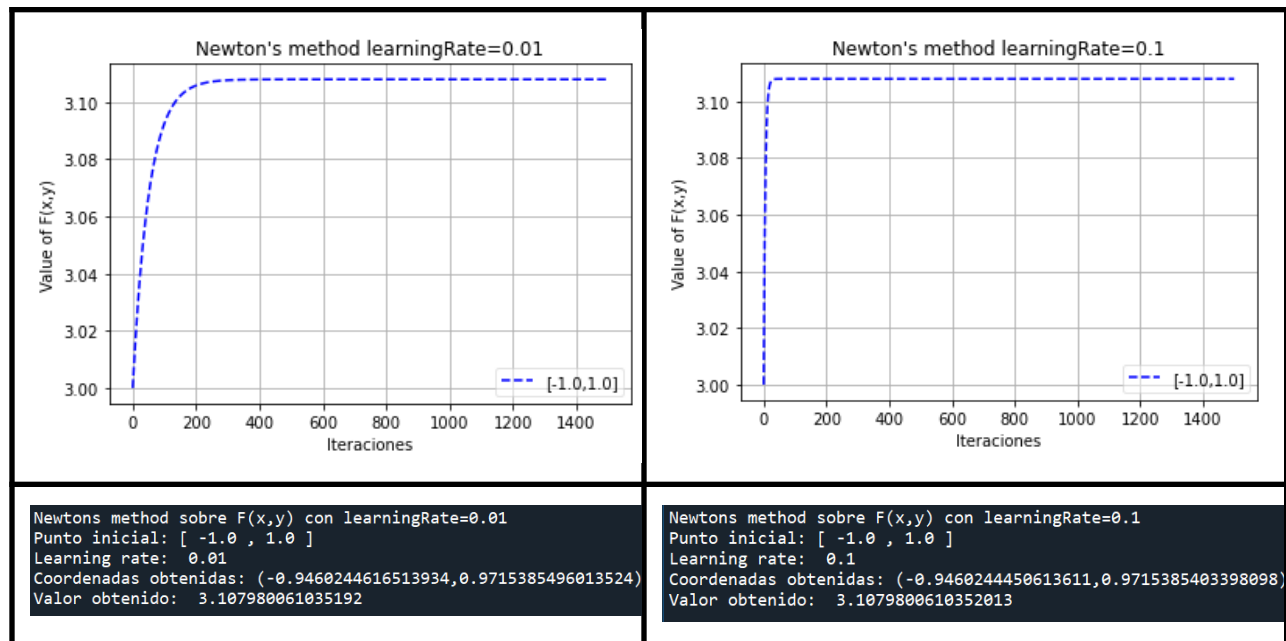 Newton's method learningRate=0.01
3.10
3.08
3.06
3.04
3.02
3.00
Value of F(x,y)
[-1.0,1.0]
0 200 400 600 800 1000 1200 1400
Iteraciones
Newton's method learningRate=0.1
3.10
3.08
3.06
3.04
3.02
3.00
Value of F(x,y)
[-1.0,1.0]
0 200 400 600 800 1000 1200 1400
Iteraciones
Newtons method sobre F(x,y) con learningRate=0.01
Punto inicial: [ -1.0 , 1.0 ]
Learning rate:  0.01
Coordenadas obtenidas: (-0.9460244616513934,0.9715384960135​24)
Valor obtenido:  3.107980061035192
Newtons method sobre F(x,y) con learningRate=0.1
Punto inicial: [ -1.0 , 1.0 ]
Learning rate:  0.1
Coordenadas obtenidas: (-0.9460244450613611,0.9715385403398098)
Valor obtenido:  3.1079800610352013